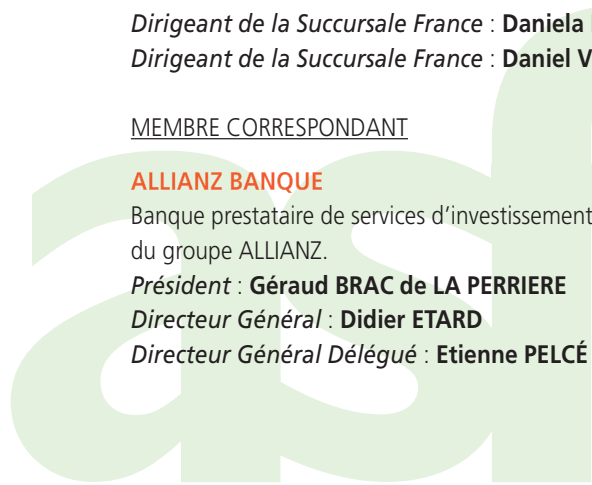 Dirigeant de la Succursale France : Daniela
Dirigeant de la Succursale France : Daniel V
MEMBRE CORRESPONDANT
ALLIANZ BANQUE
Banque prestataire de services d’investissement
du groupe ALLIANZ.
Président : Géraud BRAC de LA PERRIERE
Directeur Général : Didier ETARD
Directeur Général Délégué : Etienne PELCÉ
asf